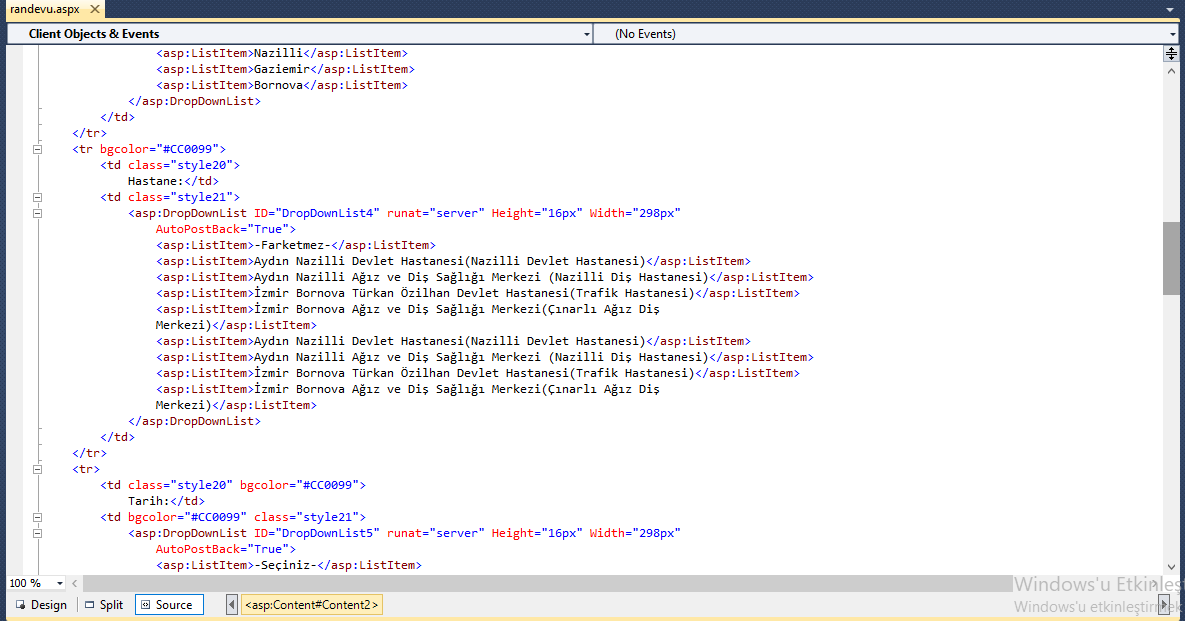 randevu.aspx
Client Objects & Events (No Events)
<asp:ListItem>Nazilli</asp:ListItem>
<asp:ListItem>Gaziemir</asp:ListItem>
<asp:ListItem>Bornova</asp:ListItem>
</asp:DropDownList>
</td>
</tr>
<tr bgcolor="#CC0099">
<td class="style20">
Hastane:</td>
<td class="style21">
<asp:DropDownList ID="DropDownList4" runat="server" Height="16px" Width="298px"
AutoPostBack="True">
<asp:ListItem>-Farketmez-</asp:ListItem>
<asp:ListItem>Aydın Nazilli Devlet Hastanesi(Nazilli Devlet Hastanesi)</asp:ListItem>
<asp:ListItem>Aydın Nazilli Ağız ve Diş Sağlığı Merkezi (Nazilli Diş Hastanesi)</asp:ListItem>
<asp:ListItem>İzmir Bornova Türkan Özilhan Devlet Hastanesi(Trafik Hastanesi)</asp:ListItem>
<asp:ListItem>İzmir Bornova Ağız ve Diş Sağlığı Merkezi(Çınarlı Ağız Diş
Merkezi)</asp:ListItem>
<asp:ListItem>Aydın Nazilli Devlet Hastanesi(Nazilli Devlet Hastanesi)</asp:ListItem>
<asp:ListItem>Aydın Nazilli Ağız ve Diş Sağlığı Merkezi (Nazilli Diş Hastanesi)</asp:ListItem>
<asp:ListItem>İzmir Bornova Türkan Özilhan Devlet Hastanesi(Trafik Hastanesi)</asp:ListItem>
<asp:ListItem>İzmir Bornova Ağız ve Diş Sağlığı Merkezi(Çınarlı Ağız Diş
Merkezi)</asp:ListItem>
</asp:DropDownList>
</td>
</tr>
<tr>
<td class="style20" bgcolor="#CC0099">
Tarih:</td>
<td bgcolor="#CC0099" class="style21">
<asp:DropDownList ID="DropDownList5" runat="server" Height="16px" Width="298px"
AutoPostBack="True">
<asp:ListItem>-Seçiniz-</asp:ListItem>
100 %
Windows'u Etkinleş
Design Split Source <asp:Content#Content2>
Windows'u etkinleştirmek